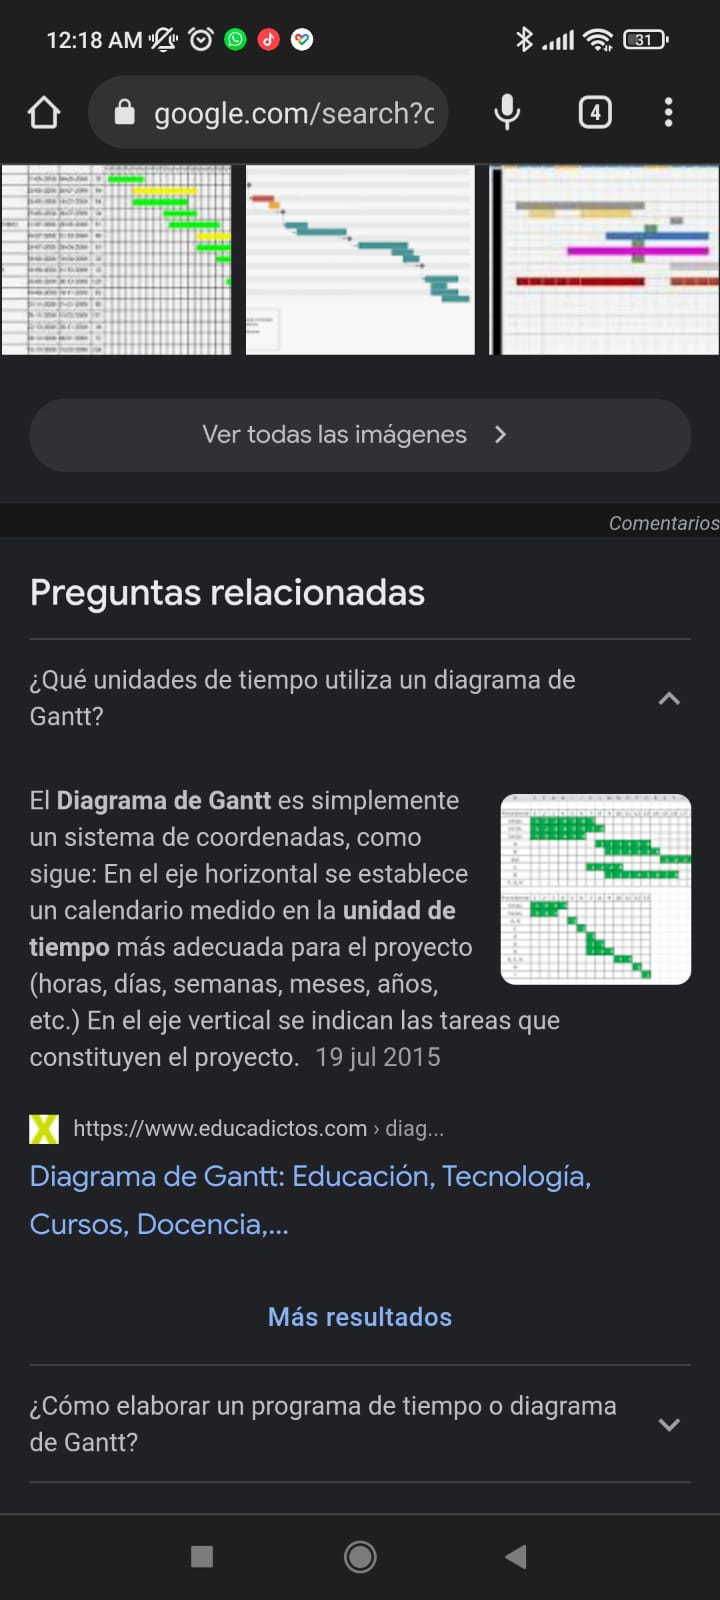 12:18 AM
31
google.com/search?c
4
Ver todas las imágenes
Comentarios
Preguntas relacionadas
¿Qué unidades de tiempo utiliza un diagrama de
Gantt?
El Diagrama de Gantt es simplemente
un sistema de coordenadas, como
sigue: En el eje horizontal se establece
un calendario medido en la unidad de
tiempo más adecuada para el proyecto
(horas, días, semanas, meses, años,
etc.) En el eje vertical se indican las tareas que
constituyen el proyecto. 19 jul 2015
https://www.educadictos.com › diag...
Diagrama de Gantt: Educación, Tecnología,
Cursos, Docencia,...
Más resultados
¿Cómo elaborar un programa de tiempo o diagrama
de Gantt?